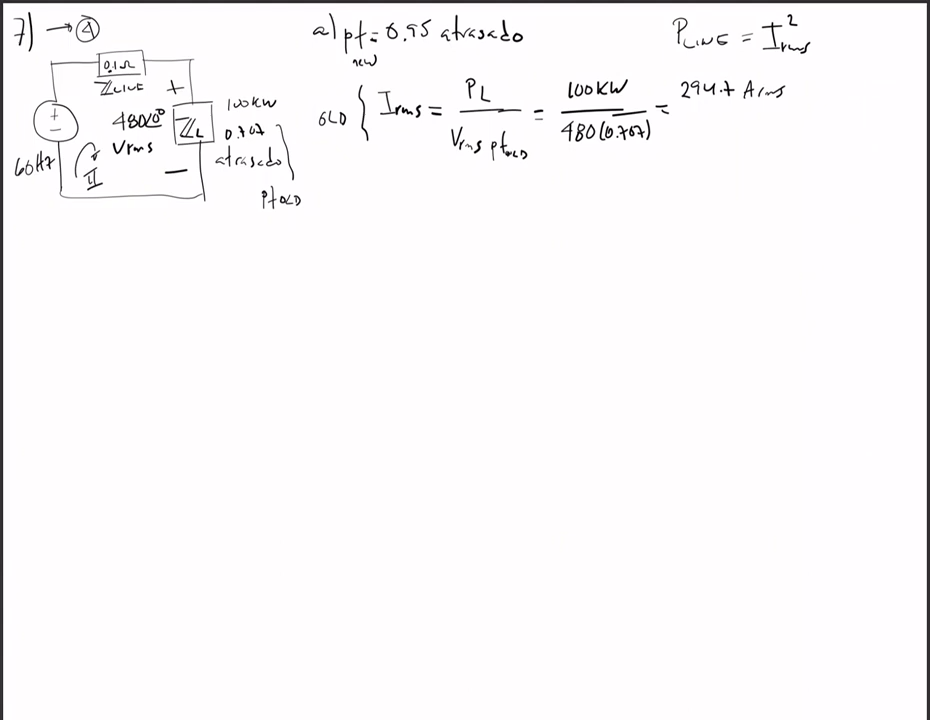 7) → 4
a) pf = 0.95 atrasado
new
P_LINE = I²rms
OLD { Irms = P_L / Vrms pf_OLD = 100KW / 480(0.707) = 294.7 Arms
0.1Ω
Z_LINE
+
480∠0°
Vrms
−
Z_L
100KW
0.707
atrasado
pf_OLD
+
−
60Hz
I